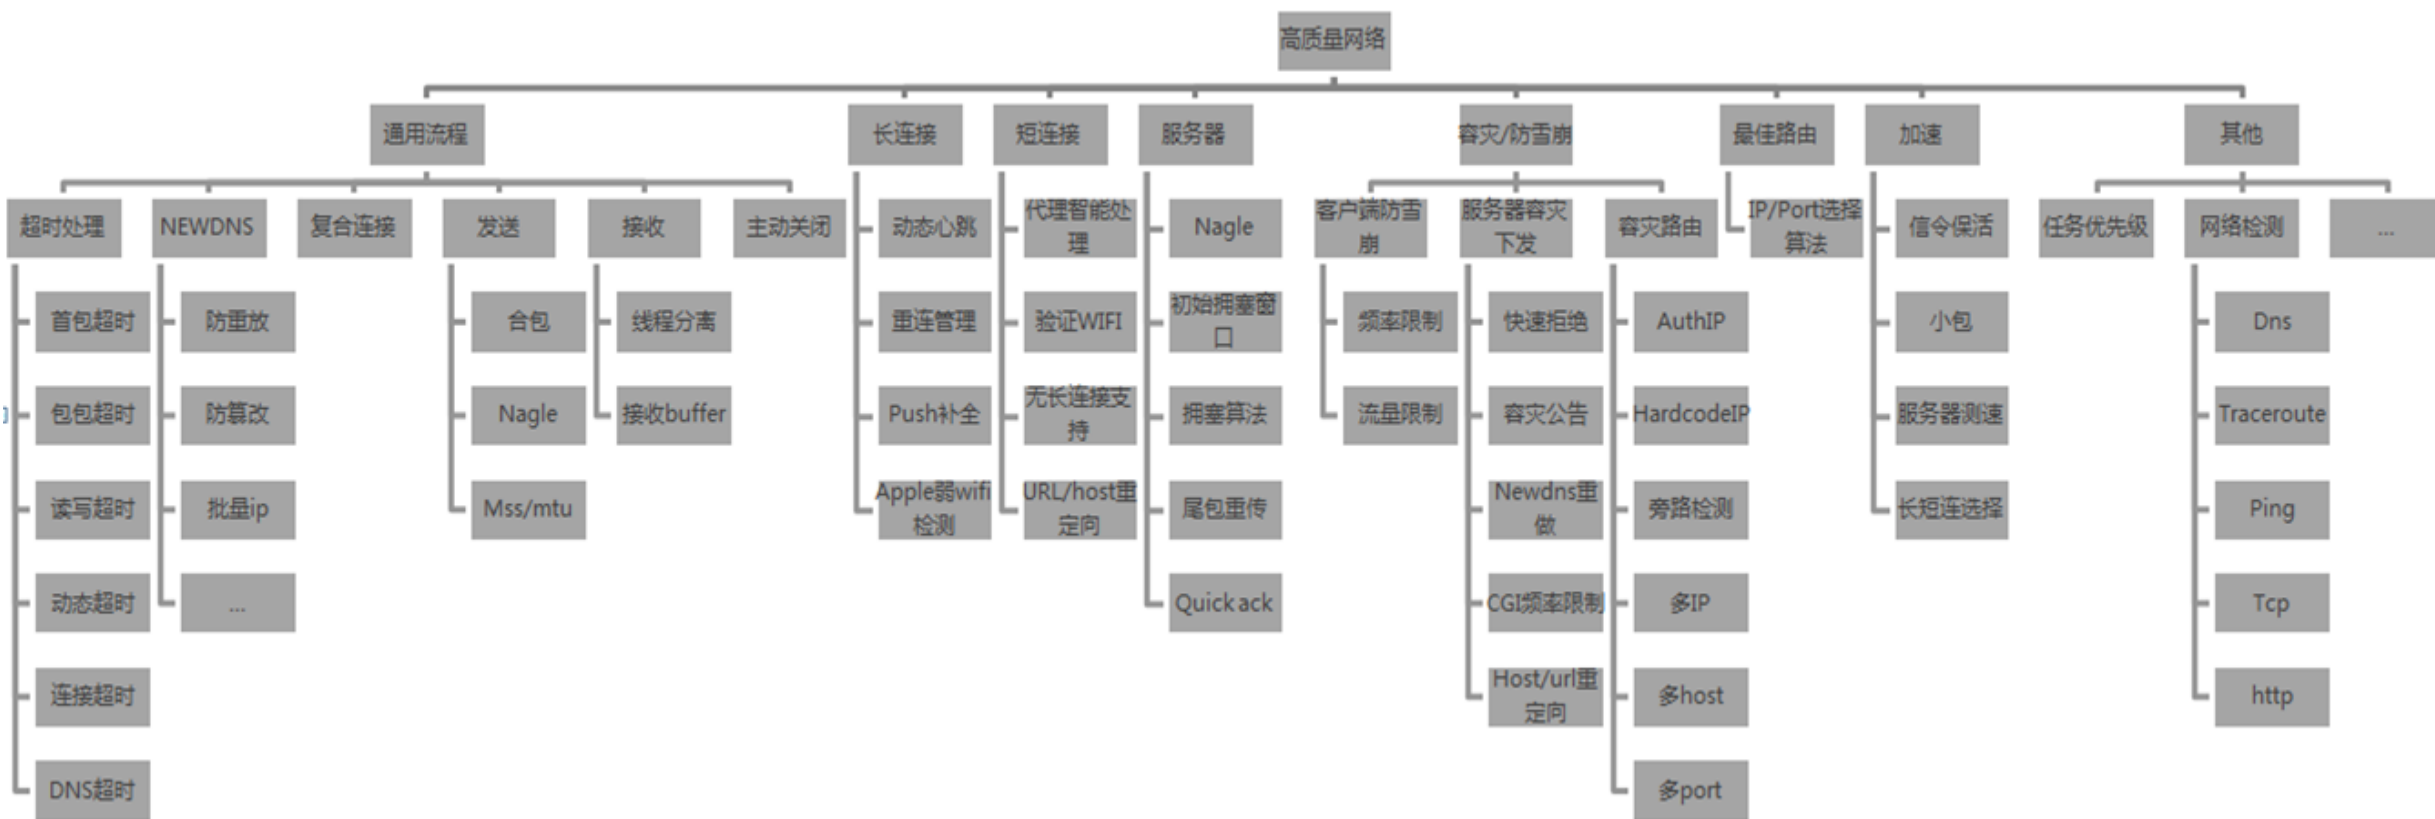 高质量网络
通用流程
长连接
短连接
服务器
容灾/防雪崩
最佳路由
加速
其他
超时处理
NEWDNS
复合连接
发送
接收
主动关闭
动态心跳
代理智能处
理
Nagle
客户端防雪
崩
服务器容灾
下发
容灾路由
IP/Port选择
算法
信令保活
任务优先级
网络检测
...
首包超时
防重放
合包
线程分离
重连管理
验证WIFI
初始拥塞窗
口
频率限制
快速拒绝
AuthIP
小包
Dns
包包超时
防篡改
Nagle
接收buffer
Push补全
无长连接支
持
拥塞算法
流量限制
容灾公告
HardcodeIP
服务器测速
Traceroute
读写超时
批量ip
Mss/mtu
Apple弱wifi
检测
URL/host重
定向
尾包重传
Newdns重
做
旁路检测
长短连选择
Ping
动态超时
...
Quick ack
CGI频率限制
多IP
Tcp
连接超时
Host/url重
定向
多host
http
DNS超时
多port